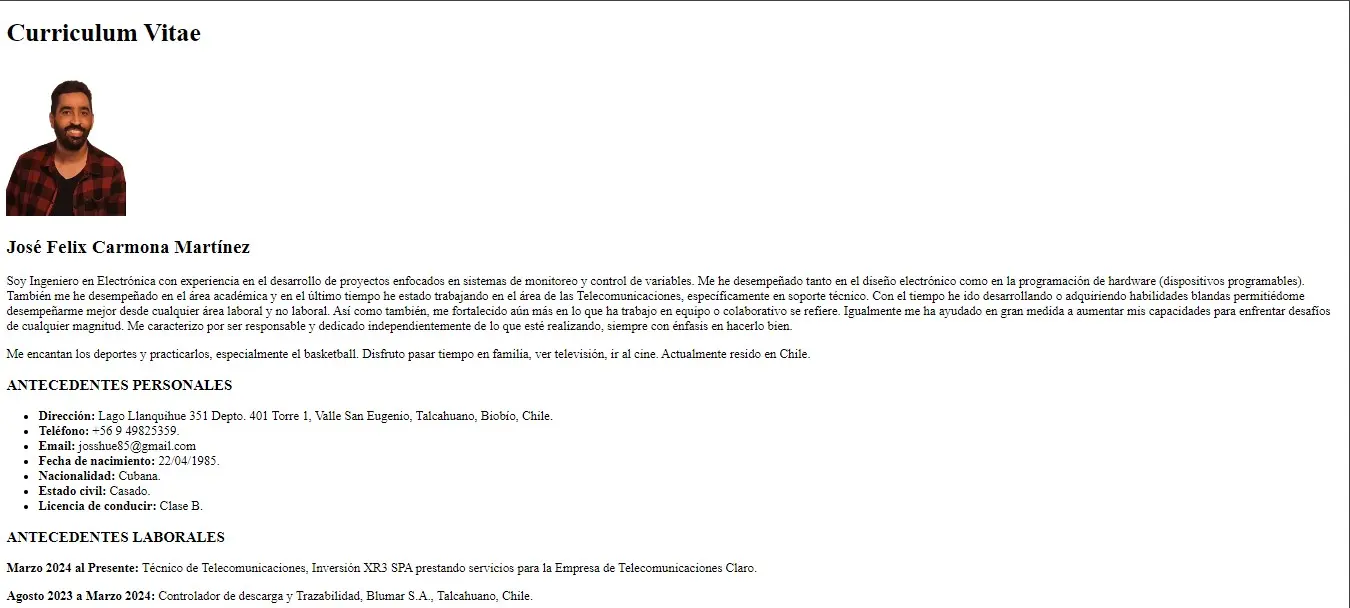 Curriculum Vitae
José Felix Carmona Martínez
Soy Ingeniero en Electrónica con experiencia en el desarrollo de proyectos enfocados en sistemas de monitoreo y control de variables. Me he desempeñado tanto en el diseño electrónico como en la programación de hardware (dispositivos programables).
También me he desempeñado en el área académica y en el último tiempo he estado trabajando en el área de las Telecomunicaciones, específicamente en soporte técnico. Con el tiempo he ido desarrollando o adquiriendo habilidades blandas permitiédome
desempeñarme mejor desde cualquier área laboral y no laboral. Así como también, me fortalecido aún más en lo que ha trabajo en equipo o colaborativo se refiere. Igualmente me ha ayudado en gran medida a aumentar mis capacidades para enfrentar desafíos
de cualquier magnitud. Me caracterizo por ser responsable y dedicado independientemente de lo que esté realizando, siempre con énfasis en hacerlo bien.
Me encantan los deportes y practicarlos, especialmente el basketball. Disfruto pasar tiempo en familia, ver televisión, ir al cine. Actualmente resido en Chile.
ANTECEDENTES PERSONALES
• Dirección: Lago Llanquihue 351 Depto. 401 Torre 1, Valle San Eugenio, Talcahuano, Biobío, Chile.
• Teléfono: +56 9 49825359.
• Email: josshue85@gmail.com
• Fecha de nacimiento: 22/04/1985.
• Nacionalidad: Cubana.
• Estado civil: Casado.
• Licencia de conducir: Clase B.
ANTECEDENTES LABORALES
Marzo 2024 al Presente: Técnico de Telecomunicaciones, Inversión XR3 SPA prestando servicios para la Empresa de Telecomunicaciones Claro.
Agosto 2023 a Marzo 2024: Controlador de descarga y Trazabilidad, Blumar S.A., Talcahuano, Chile.